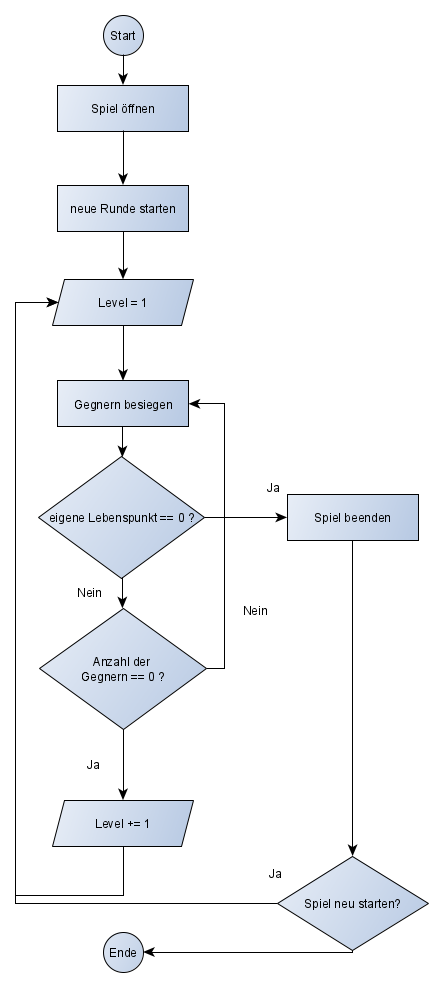 Start
Spiel öffnen
neue Runde starten
Level = 1
Gegnern besiegen
eigene Lebenspunkt == 0 ?
Ja
Spiel beenden
Nein
Nein
Anzahl der
Gegnern == 0 ?
Ja
Level += 1
Ja
Spiel neu starten?
Ende